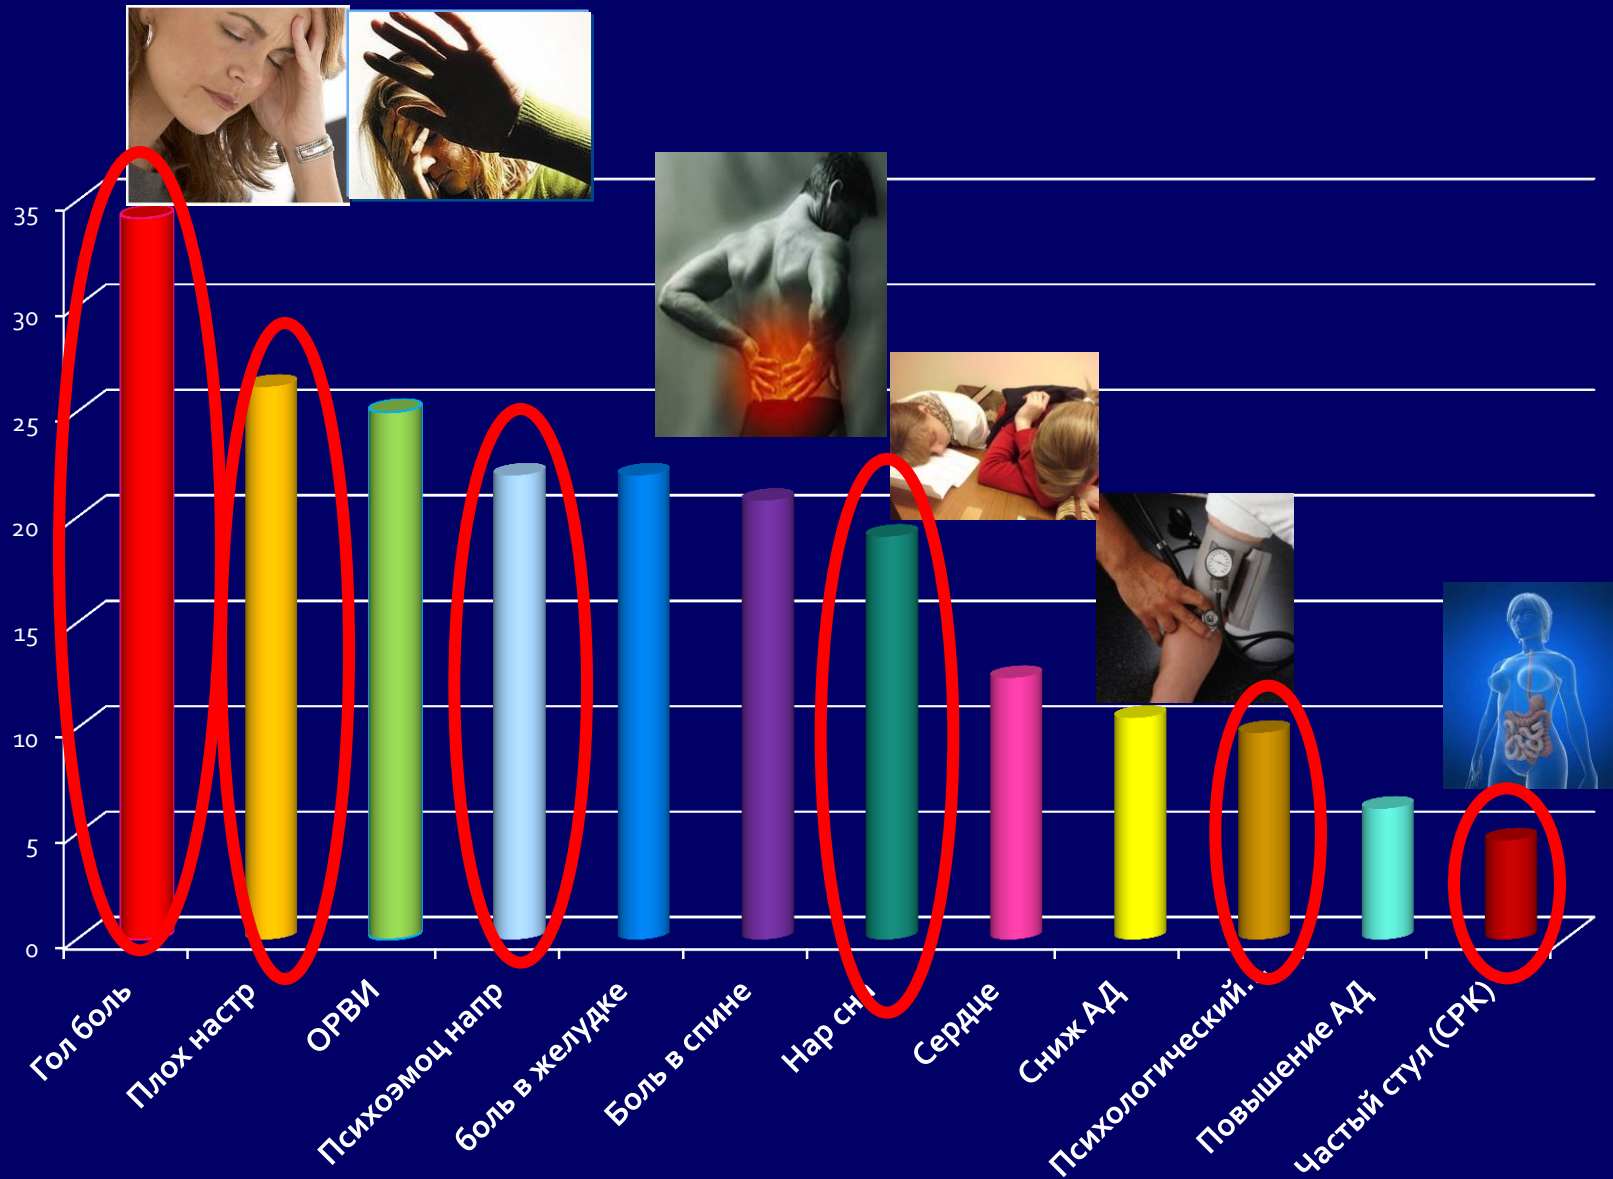 35
30
25
20
15
10
5
0
Гол боль
Плох настр
ОРВИ
Психоэмоц напр
боль в желудке
Боль в спине
Нар сна
Сердце
Сниж АД
Психологический…
Повышение АД
Частый стул (СРК)